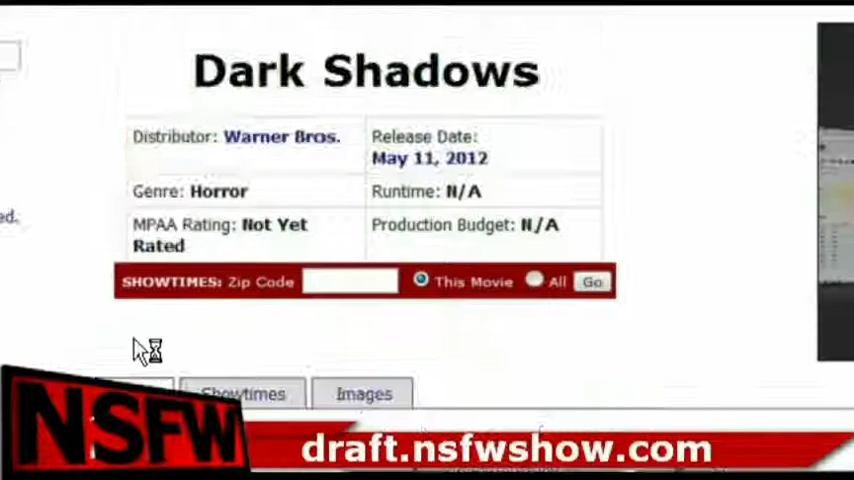 Dark Shadows
Distributor: Warner Bros.
Release Date:
May 11, 2012
Genre: Horror
Runtime: N/A
MPAA Rating: Not Yet
Rated
Production Budget: N/A
SHOWTIMES: Zip Code This Movie All Go
Showtimes Images
NSFW
draft.nsfwshow.com